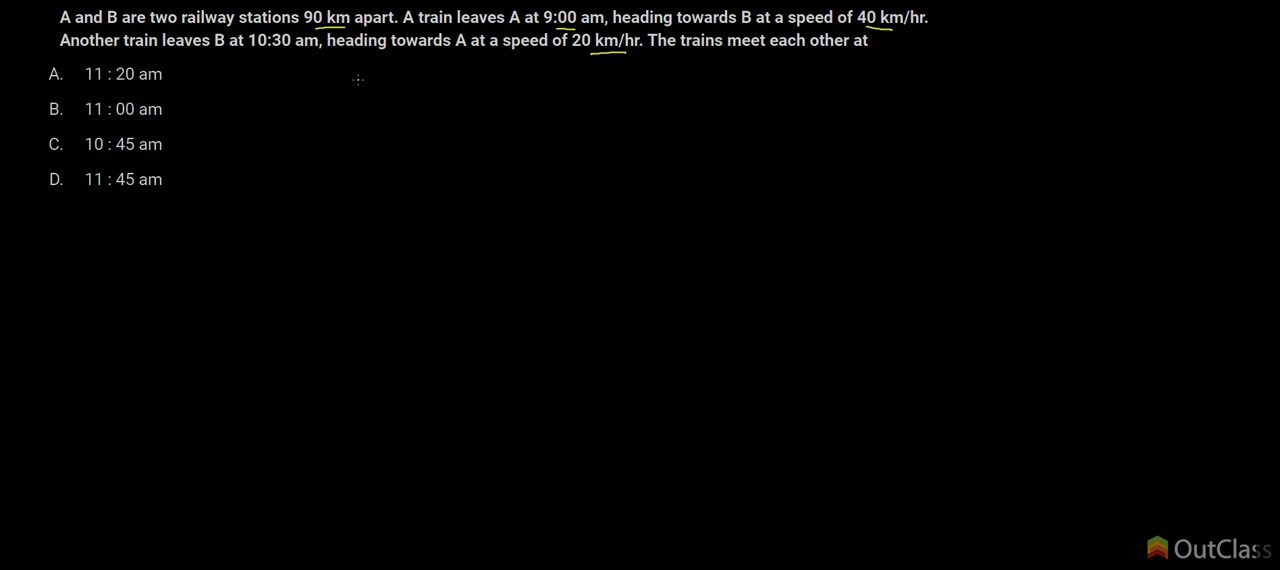 A and B are two railway stations 90 km apart. A train leaves A at 9:00 am, heading towards B at a speed of 40 km/hr.
Another train leaves B at 10:30 am, heading towards A at a speed of 20 km/hr. The trains meet each other at
A. 11 : 20 am
B. 11 : 00 am
C. 10 : 45 am
D. 11 : 45 am
OutClass